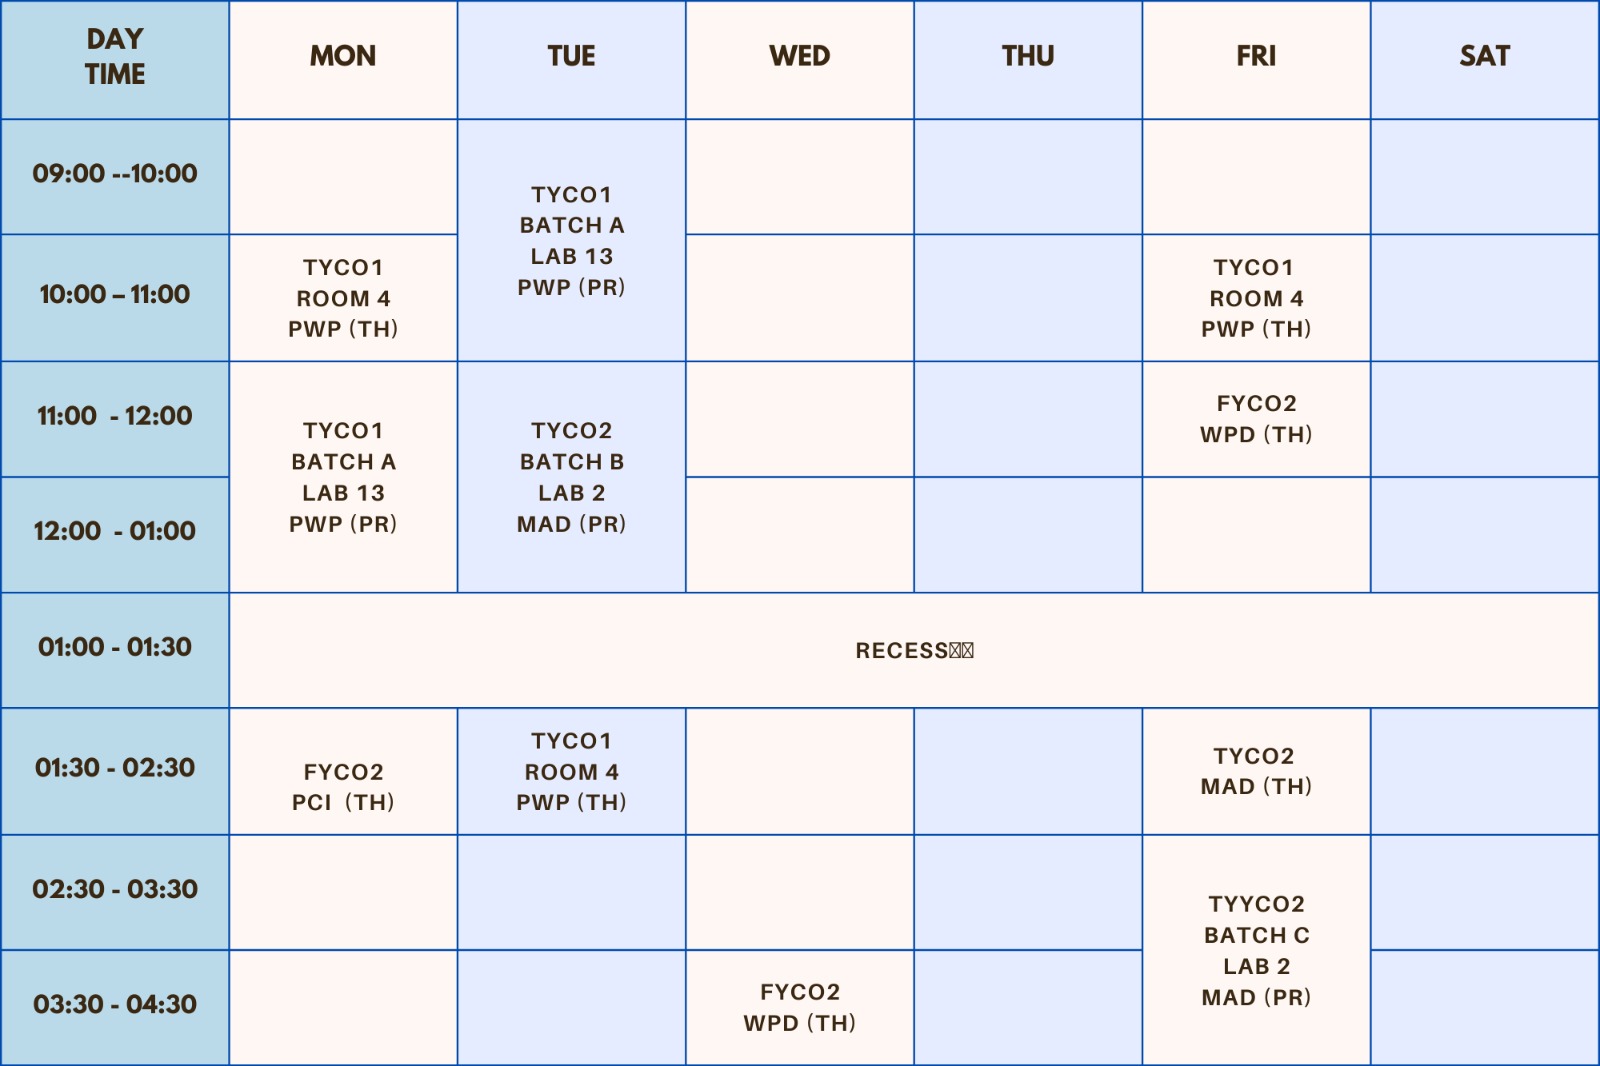 DAY
TIME
MON
TUE
WED
THU
FRI
SAT
09:00 --10:00
TYCO1
BATCH A
LAB 13
PWP (PR)
10:00 – 11:00
TYCO1
ROOM 4
PWP (TH)
TYCO1
ROOM 4
PWP (TH)
11:00 - 12:00
TYCO1
BATCH A
LAB 13
PWP (PR)
TYCO2
BATCH B
LAB 2
MAD (PR)
FYCO2
WPD (TH)
12:00 - 01:00
01:00 - 01:30
RECESS
01:30 - 02:30
FYCO2
PCI (TH)
TYCO1
ROOM 4
PWP (TH)
TYCO2
MAD (TH)
02:30 - 03:30
TYYCO2
BATCH C
LAB 2
MAD (PR)
03:30 - 04:30
FYCO2
WPD (TH)